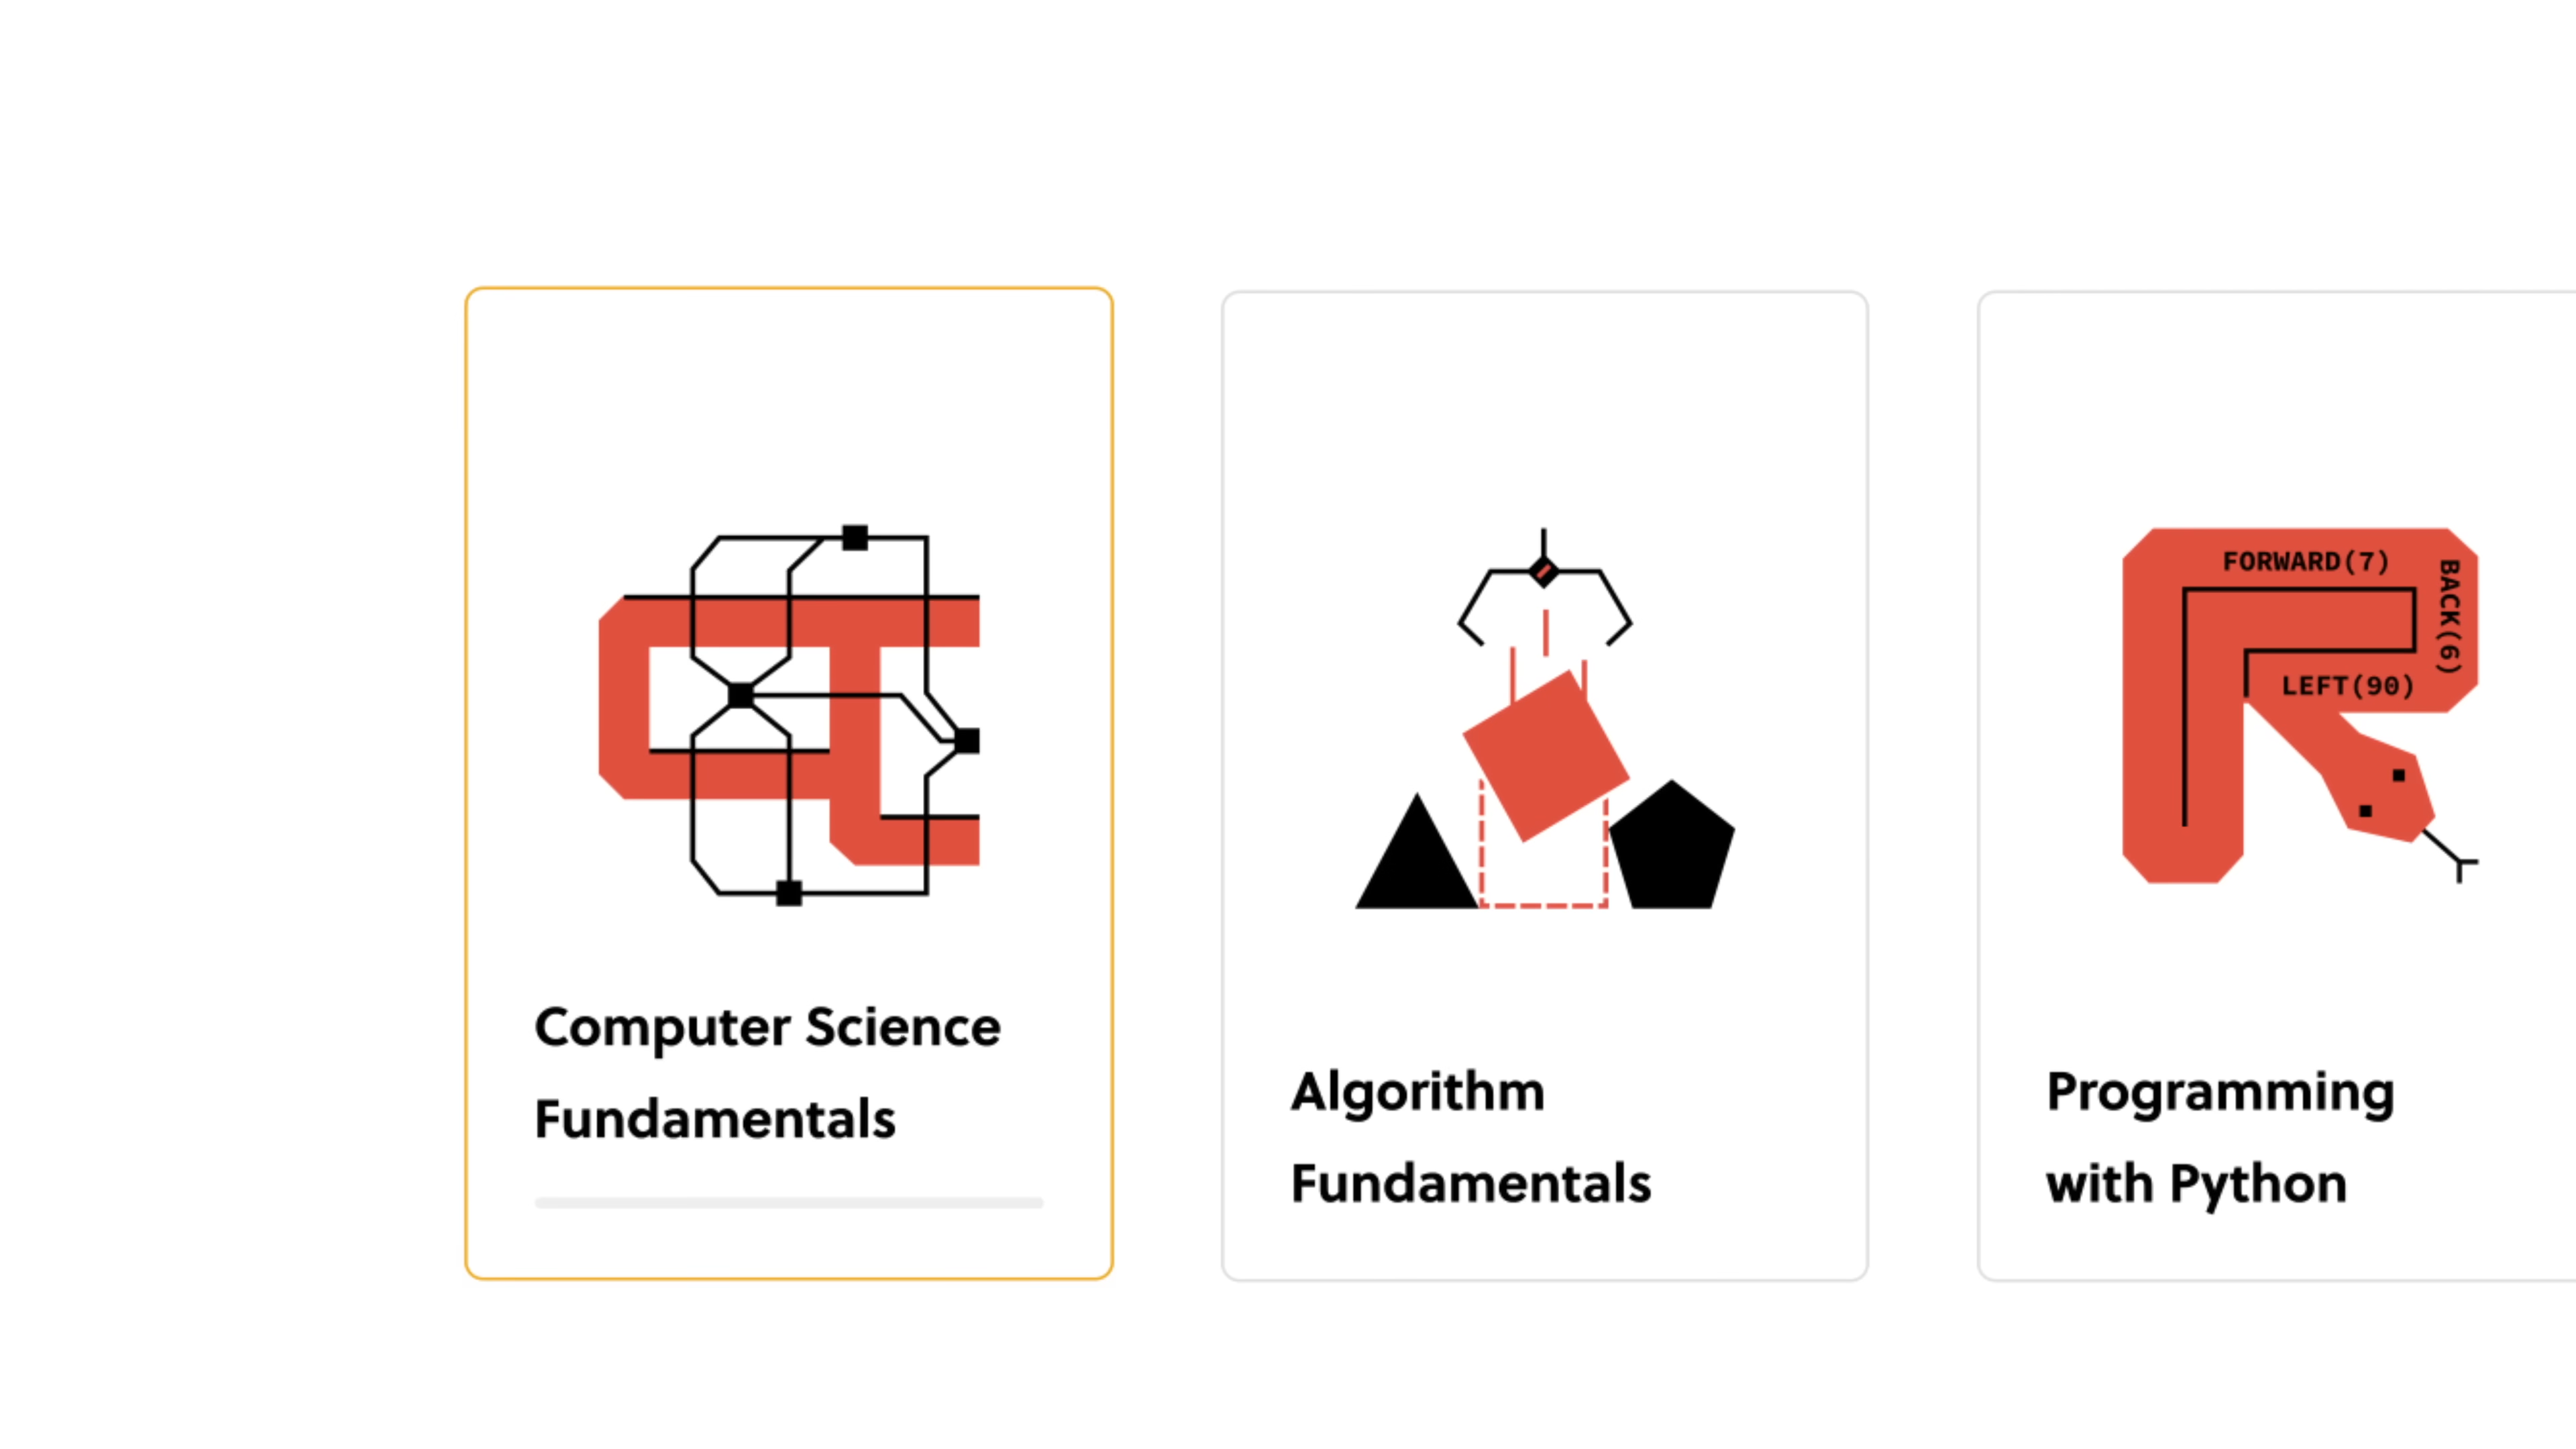 Computer Science
Fundamentals
Algorithm
Fundamentals
FORWARD(7)
BACK(6)
LEFT(90)
Programming
with Python